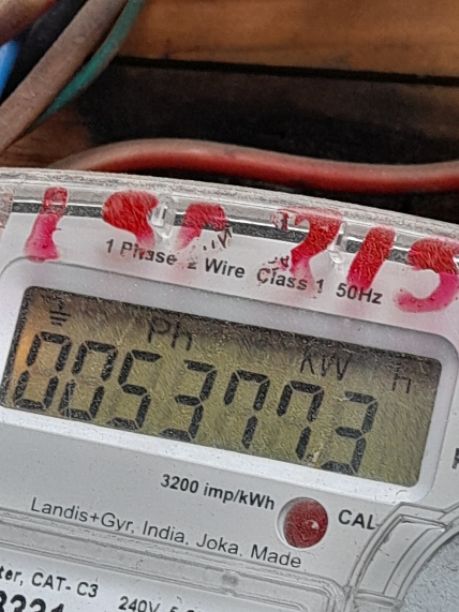 1 Phase 2 Wire Class 1 50Hz
Ph kW h
0053773
3200 imp/kWh
CAL
Landis+Gyr, India, Joka, Made
CAT- C3
240V